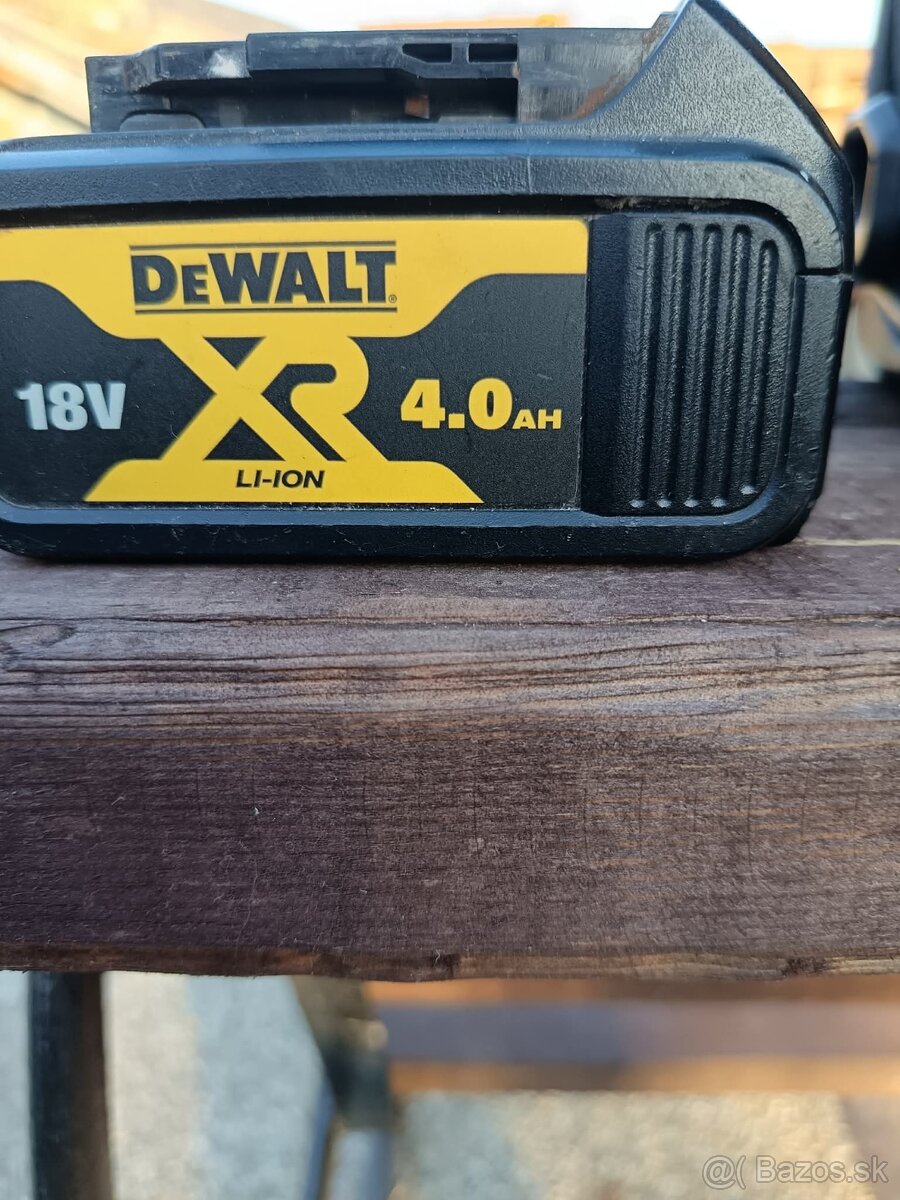 DEWALT®
18V
XR
4.0AH
LI-ION
@( Bazos.sk